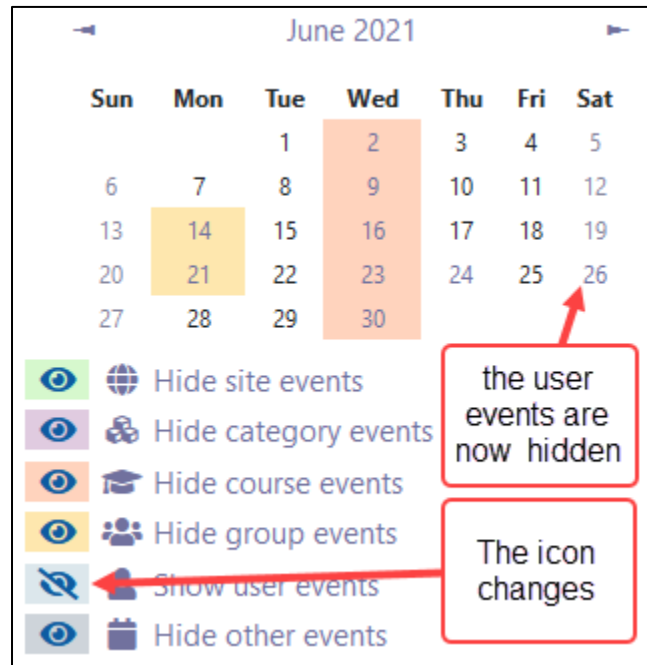 June 2021
Sun Mon Tue Wed Thu Fri Sat
1 2 3 4 5
6 7 8 9 10 11 12
13 14 15 16 17 18 19
20 21 22 23 24 25 26
27 28 29 30
Hide site events
Hide category events
Hide course events
Hide group events
Show user events
Hide other events
the user
events are
now hidden
The icon
changes